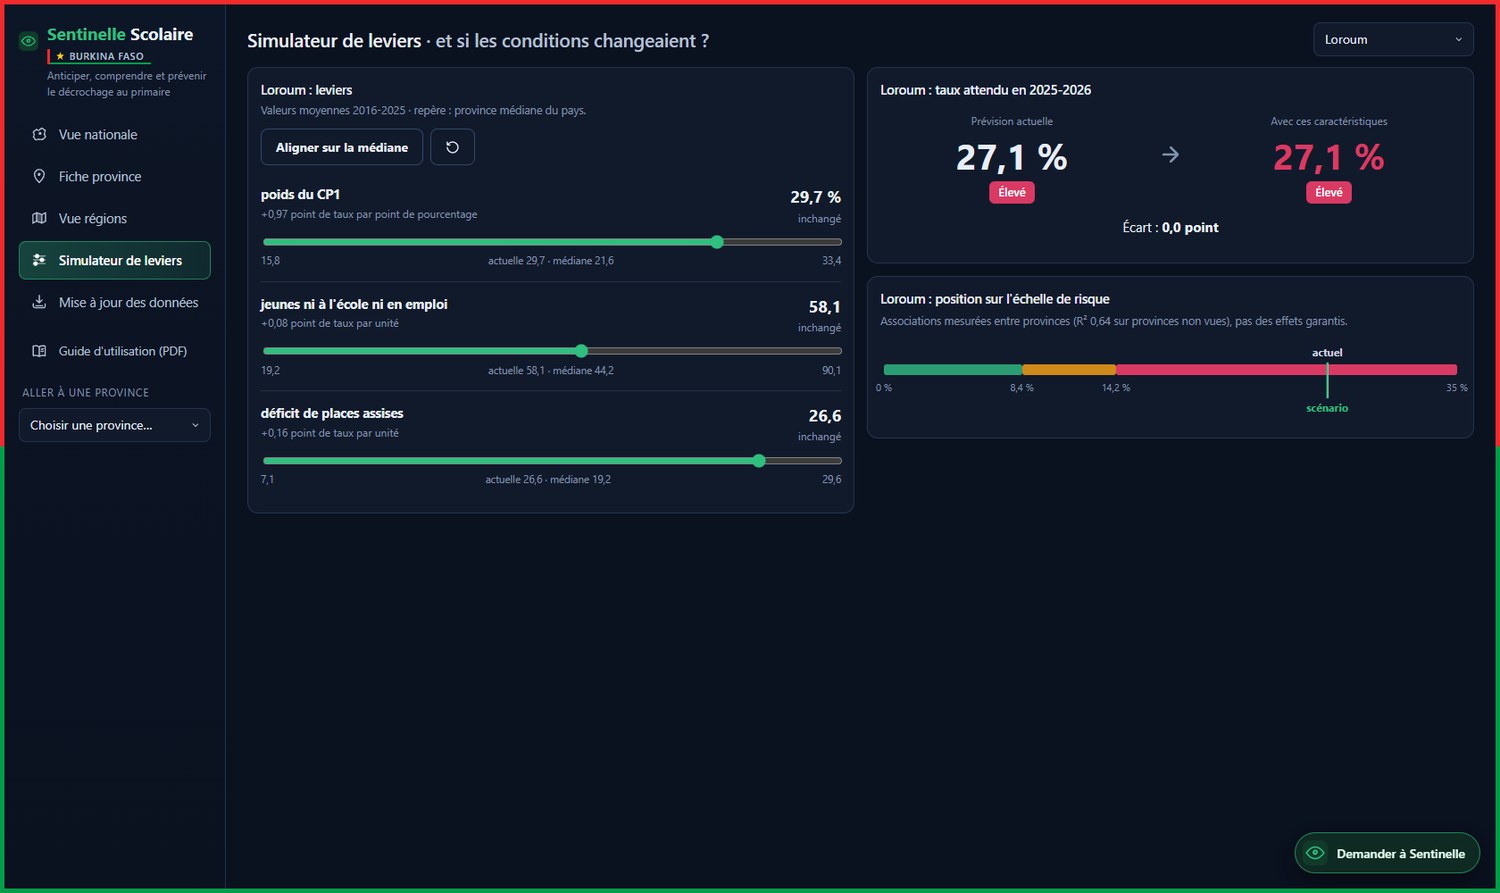 Sentinelle Scolaire
★ BURKINA FASO
Anticiper, comprendre et prévenir
le décrochage au primaire
Vue nationale
Fiche province
Vue régions
Simulateur de leviers
Mise à jour des données
Guide d'utilisation (PDF)
ALLER À UNE PROVINCE
Choisir une province...
Simulateur de leviers · et si les conditions changeaient ?
Loroum
Loroum : leviers
Valeurs moyennes 2016-2025 · repère : province médiane du pays.
Aligner sur la médiane
poids du CP1
29,7 %
+0,97 point de taux par point de pourcentage
inchangé
15,8
actuelle 29,7 · médiane 21,6
33,4
jeunes ni à l'école ni en emploi
58,1
+0,08 point de taux par unité
inchangé
19,2
actuelle 58,1 · médiane 44,2
90,1
déficit de places assises
26,6
+0,16 point de taux par unité
inchangé
7,1
actuelle 26,6 · médiane 19,2
29,6
Loroum : taux attendu en 2025-2026
Prévision actuelle
27,1 %
Élevé
→
Avec ces caractéristiques
27,1 %
Élevé
Écart : 0,0 point
Loroum : position sur l'échelle de risque
Associations mesurées entre provinces (R² 0,64 sur provinces non vues), pas des effets garantis.
actuel
0 %
8,4 %
14,2 %
35 %
scénario
Demander à Sentinelle